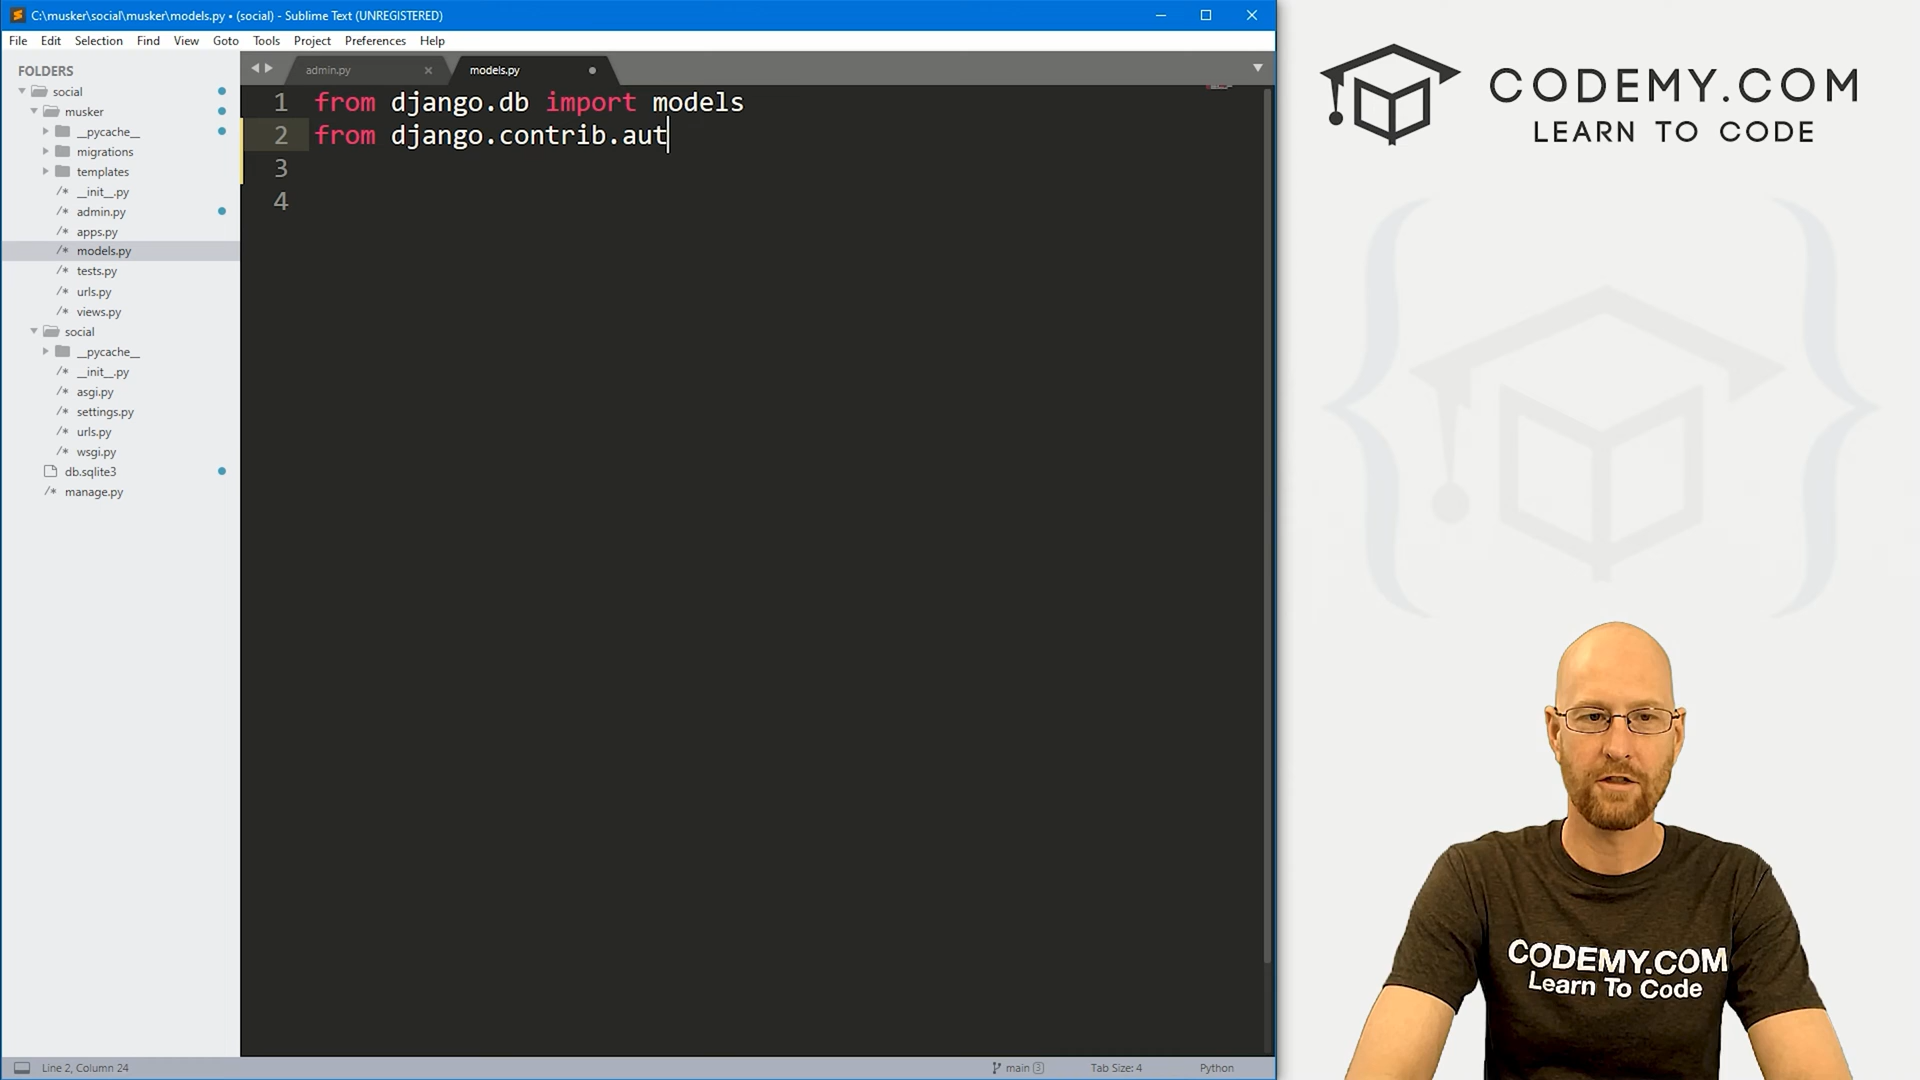 C:\musker\social\musker\models.py • (social) - Sublime Text (UNREGISTERED)
File Edit Selection Find View Goto Tools Project Preferences Help
FOLDERS
social
musker
__pycache__
migrations
templates
/* __init__.py
/* admin.py
/* apps.py
/* models.py
/* tests.py
/* urls.py
/* views.py
social
__pycache__
/* __init__.py
/* asgi.py
/* settings.py
/* urls.py
/* wsgi.py
db.sqlite3
/* manage.py
admin.py
models.py
1 from django.db import models
2 from django.contrib.aut
3
4
Line 2, Column 24
main 3
Tab Size: 4
Python
CODEMY.COM
LEARN TO CODE
CODEMY.COM
Learn To Code